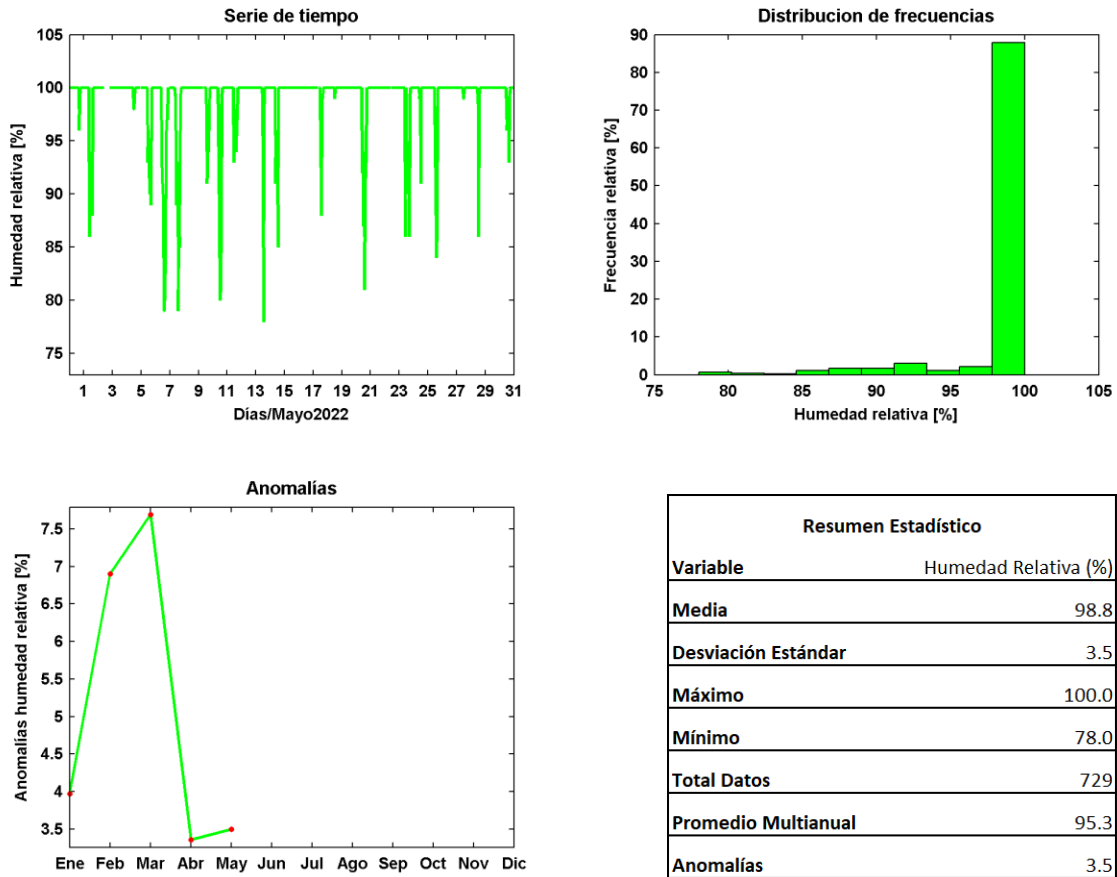 Serie de tiempo
105
100
95
90
85
80
75
Humedad relativa [%]
1 3 5 7 9 11 13 15 17 19 21 23 25 27 29 31
Días/Mayo2022
Distribucion de frecuencias
90
80
70
60
50
40
30
20
10
0
Frecuencia relativa [%]
75 80 85 90 95 100 105
Humedad relativa [%]
Anomalías
7.5
7
6.5
6
5.5
5
4.5
4
3.5
Anomalías humedad relativa [%]
Ene Feb Mar Abr May Jun Jul Ago Sep Oct Nov Dic
Resumen Estadístico
Variable Humedad Relativa (%)
Media 98.8
Desviación Estándar 3.5
Máximo 100.0
Mínimo 78.0
Total Datos 729
Promedio Multianual 95.3
Anomalías 3.5